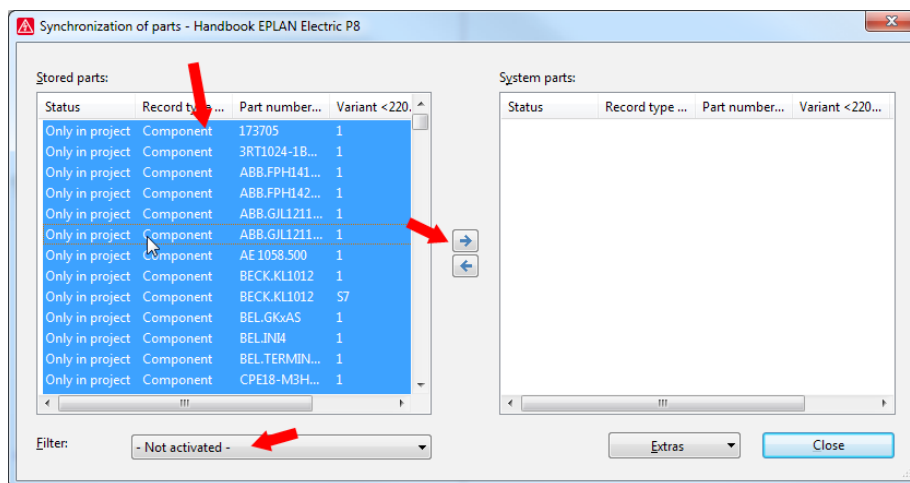 Synchronization of parts - Handbook EPLAN Electric P8
Stored parts:
System parts:
Status Record type ... Part number... Variant <220.
Status Record type ... Part number... Variant <220...
Only in project Component 173705 1
Only in project Component 3RT1024-1B... 1
Only in project Component ABB.FPH141... 1
Only in project Component ABB.FPH142... 1
Only in project Component ABB.GJL1211... 1
Only in project Component ABB.GJL1211... 1
Only in project Component AE 1058.500 1
Only in project Component BECK.KL1012 1
Only in project Component BECK.KL1012 S7
Only in project Component BEL.GKxAS 1
Only in project Component BEL.INI4 1
Only in project Component BEL.TERMIN... 1
Only in project Component CPE18-M3H... 1
Filter: - Not activated - Extras Close